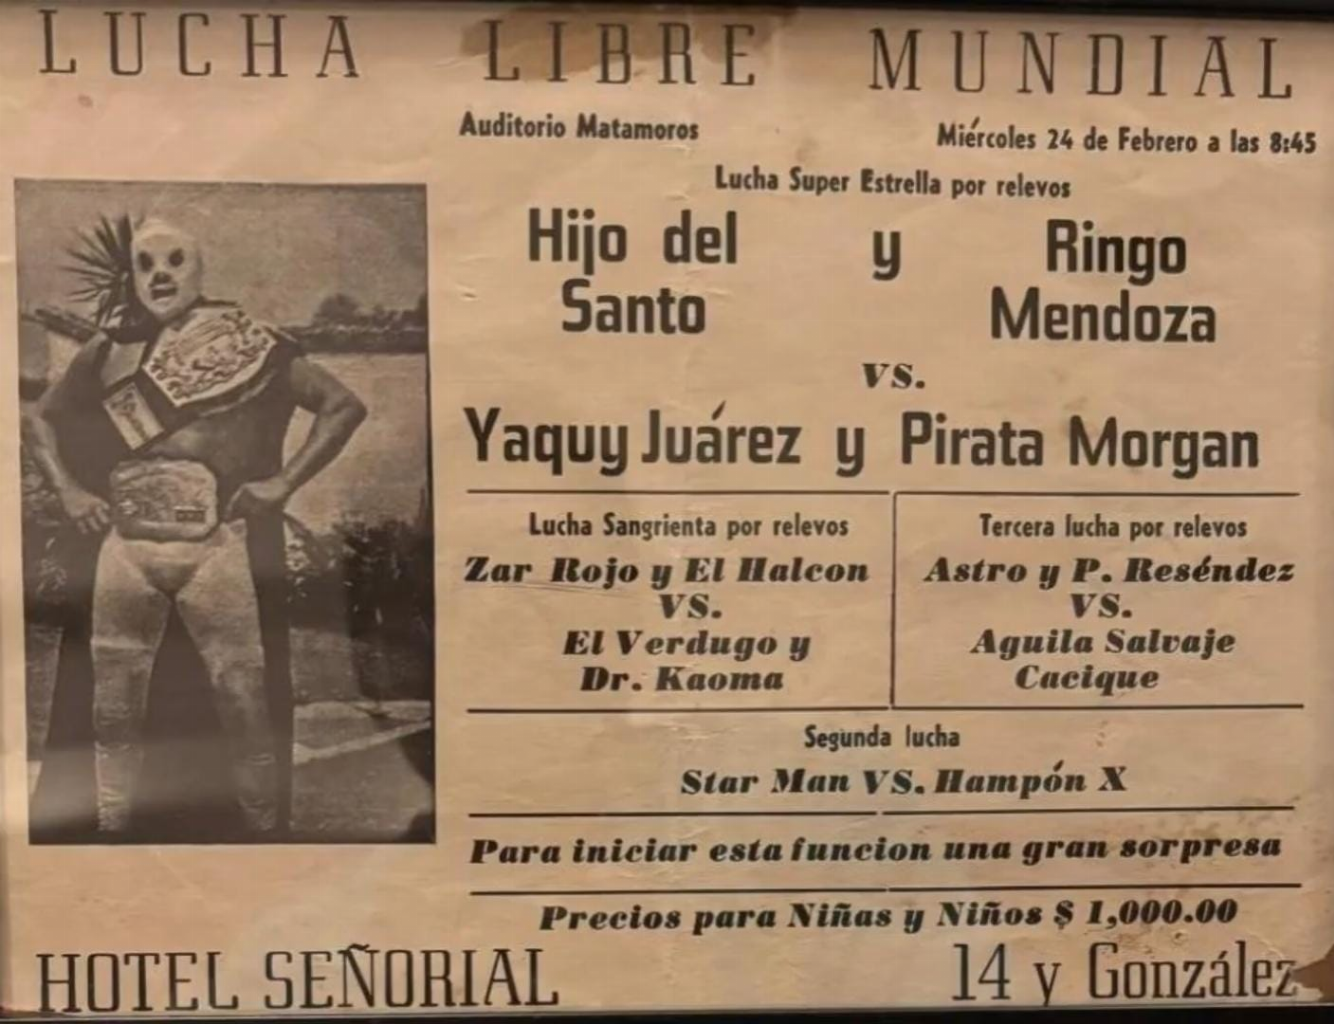 LUCHA LIBRE MUNDIAL
Auditorio Matamoros
Miércoles 24 de Febrero a las 8:45
Lucha Super Estrella por relevos
Hijo del Santo y Ringo Mendoza
vs.
Yaquy Juárez y Pirata Morgan
Lucha Sangrienta por relevos
Zar Rojo y El Halcon
VS.
El Verdugo y
Dr. Kaoma
Tercera lucha por relevos
Astro y P. Reséndez
VS.
Aguila Salvaje
Cacique
Segunda lucha
Star Man VS. Hampón X
Para iniciar esta funcion una gran sorpresa
Precios para Niñas y Niños $ 1,000.00
HOTEL SEÑORIAL
14 y González